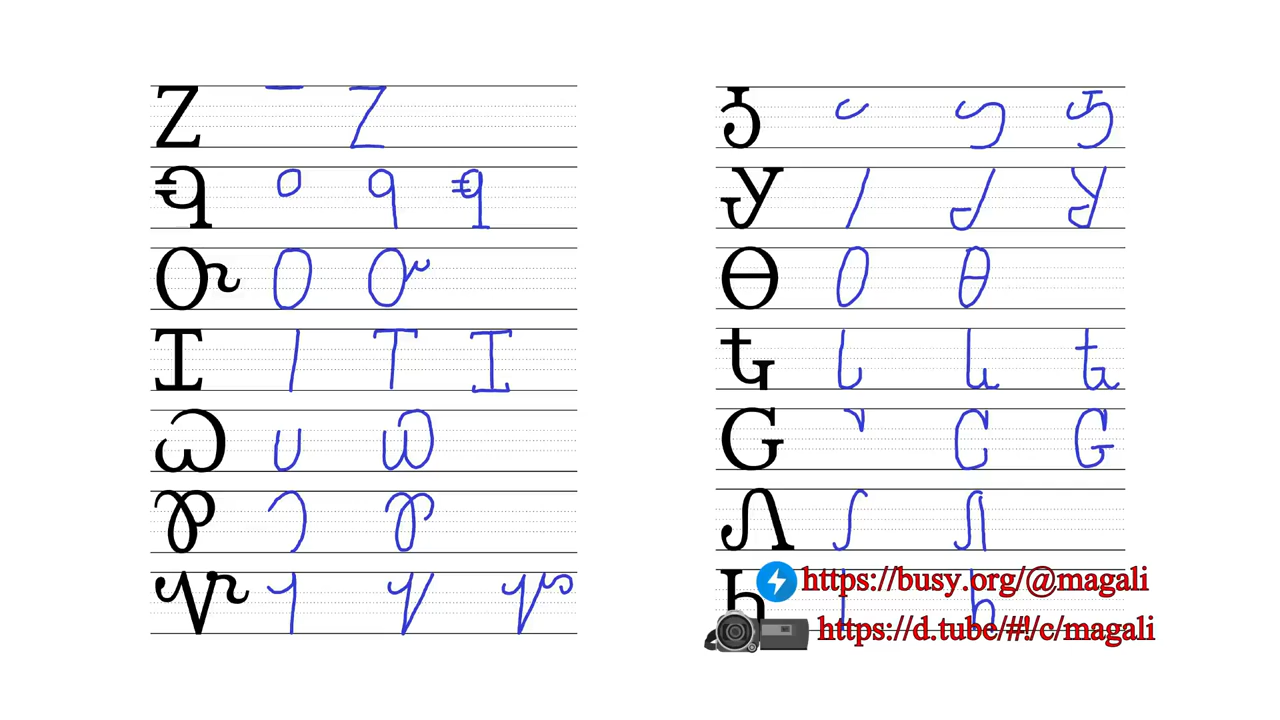 Ꮓ Ꮓ
Ꮔ Ꮔ
Ꮕ Ꮕ
Ꮖ Ꮖ
Ꮗ Ꮗ
Ꮘ Ꮘ
Ꮙ Ꮙ
Ꮌ Ꮌ
Ꮍ Ꮍ
Ꮎ Ꮎ
Ꮏ Ꮏ
Ꮐ Ꮐ
Ꮑ Ꮑ
Ꮒ Ꮒ
https://busy.org/@magali
https://d.tube/#!/c/magali